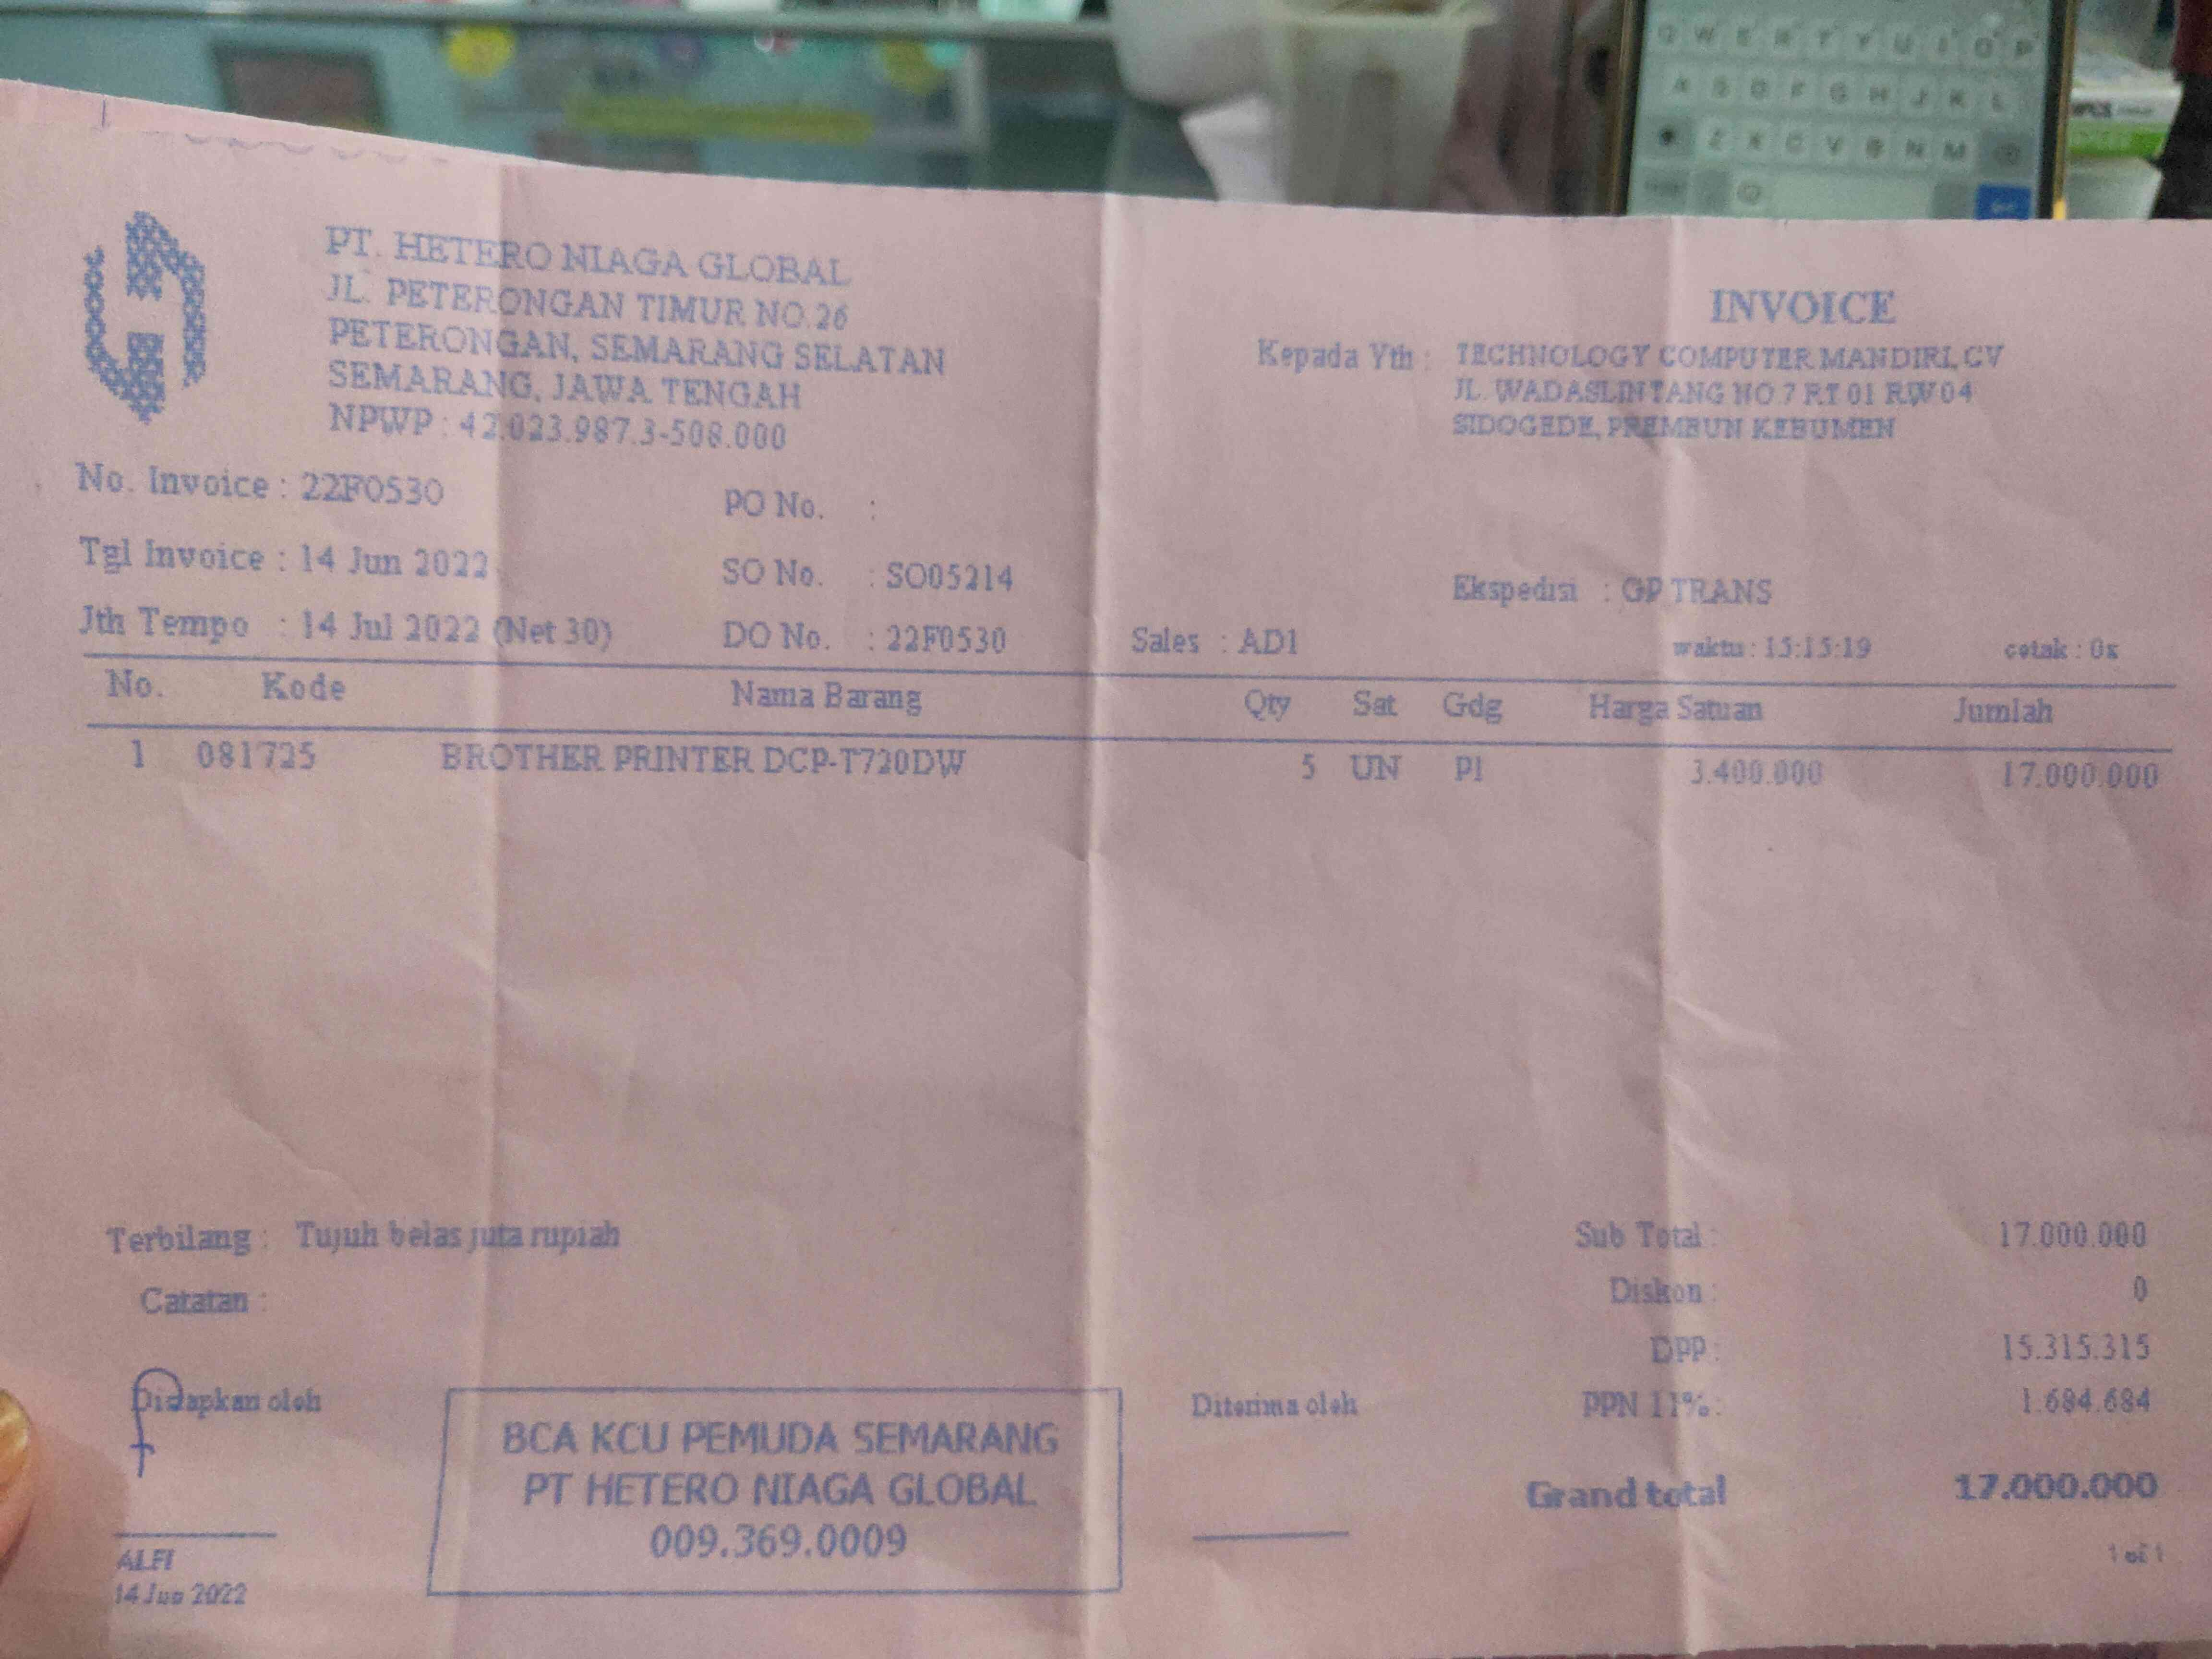 PT. HETERO NIAGA GLOBAL
JL. PETERONGAN TIMUR NO.26
PETERONGAN, SEMARANG SELATAN
SEMARANG, JAWA TENGAH
NPWP : 42.023.987.3-508.000
INVOICE
Kepada Yth : TECHNOLOGY COMPUTER MANDIRI, CV
JL. WADASLINTANG NO 7 RT 01 RW 04
SIDOGEDE, PREMBUN KEBUMEN
No. Invoice : 22F0530 PO No. :
Tgl Invoice : 14 Jun 2022 SO No. : SO05214 Ekspedisi : GP TRANS
Jth Tempo : 14 Jul 2022 (Net 30) DO No. : 22F0530 Sales : AD1 waktu : 15:15:19 cetak : 0x
No. Kode Nama Barang Qty Sat Gdg Harga Satuan Jumlah
1 081725 BROTHER PRINTER DCP-T720DW 5 UN P1 3.400.000 17.000.000
Terbilang : Tujuh belas juta rupiah Sub Total : 17.000.000
Catatan : Diskon : 0
DPP : 15.315.315
Disiapkan oleh Diterima oleh PPN 11% : 1.684.684
BCA KCU PEMUDA SEMARANG
PT HETERO NIAGA GLOBAL
009.369.0009
Grand total 17.000.000
ALFI
14 Jun 2022
1 of 1
Q W E R T Y U I O P
A S D F G H J K L
Z X C V B N M